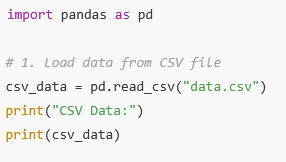 import pandas as pd
# 1. Load data from CSV file
csv_data = pd.read_csv("data.csv")
print("CSV Data:")
print(csv_data)